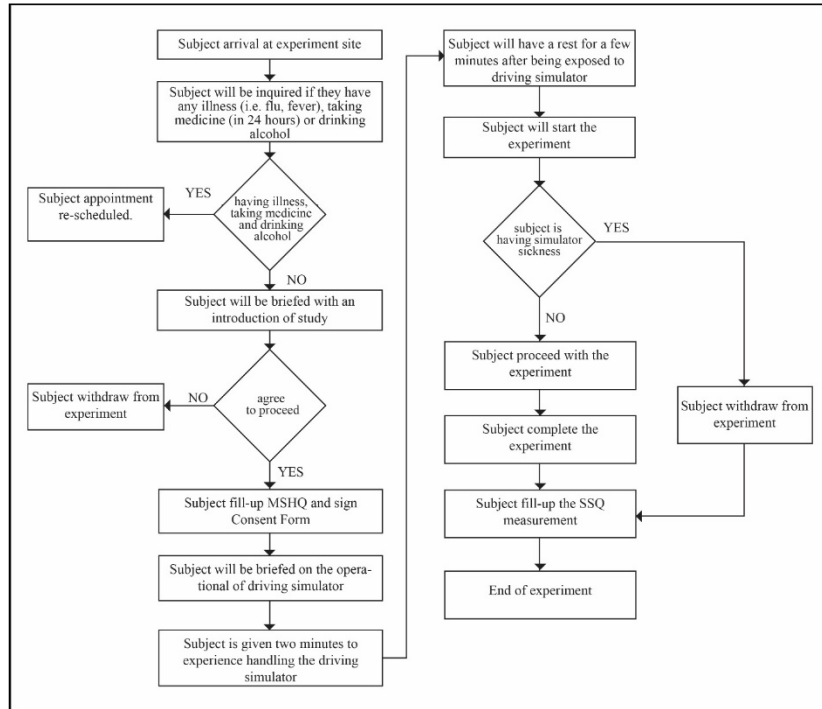 Subject arrival at experiment site
Subject will be inquired if they have
any illness (i.e. flu, fever), taking
medicine (in 24 hours) or drinking
alcohol
having illness,
taking medicine
and drinking
alcohol
YES
Subject appointment
re-scheduled.
NO
Subject will be briefed with an
introduction of study
agree
to proceed
NO
Subject withdraw from
experiment
YES
Subject fill-up MSHQ and sign
Consent Form
Subject will be briefed on the opera-
tional of driving simulator
Subject is given two minutes to
experience handling the driving
simulator
Subject will have a rest for a few
minutes after being exposed to
driving simulator
Subject will start the
experiment
subject is
having simulator
sickness
YES
NO
Subject proceed with the
experiment
Subject withdraw from
experiment
Subject complete the
experiment
Subject fill-up the SSQ
measurement
End of experiment